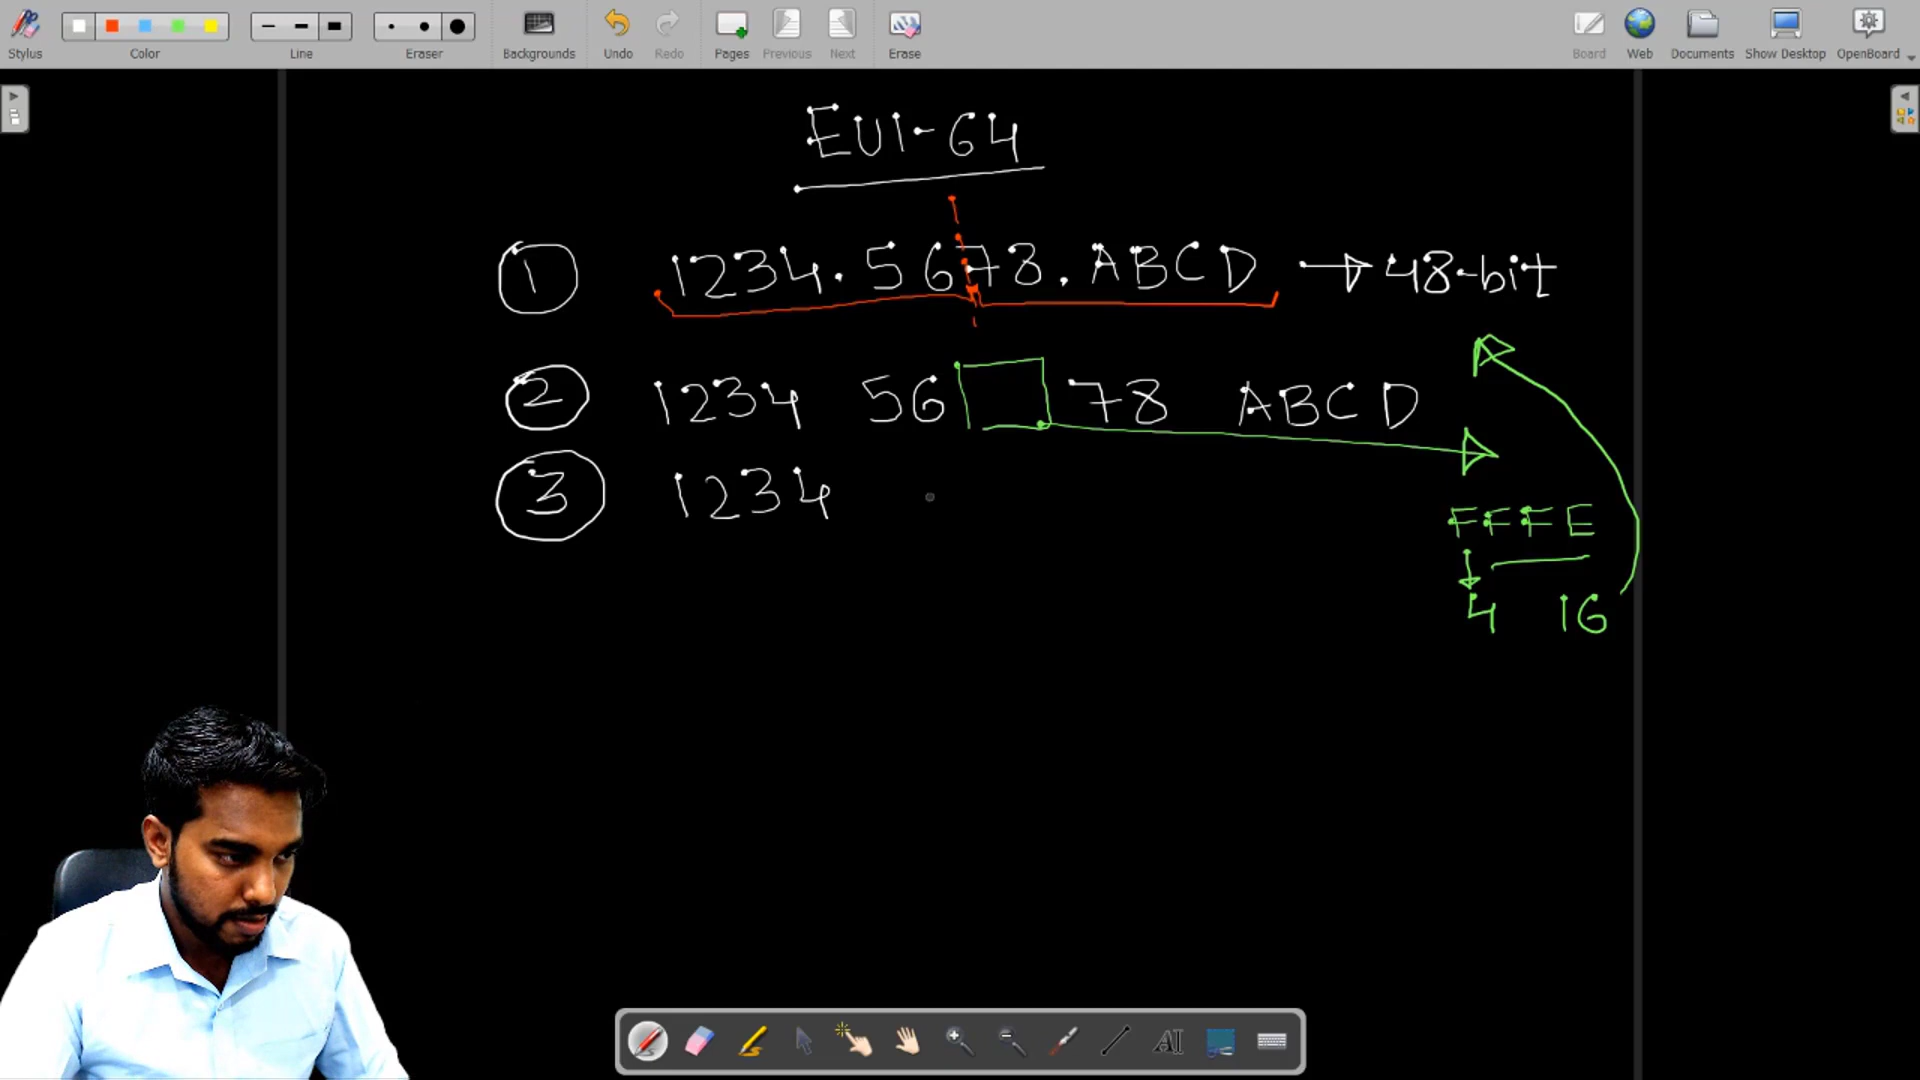 Stylus Color Line Eraser Backgrounds Undo Redo Pages Previous Next Erase Board Web Documents Show Desktop OpenBoard
EUI-64
1 1234.5678.ABCD → 48-bit
2 1234 56 78 ABCD
3 1234
FFFE
4 16
AI